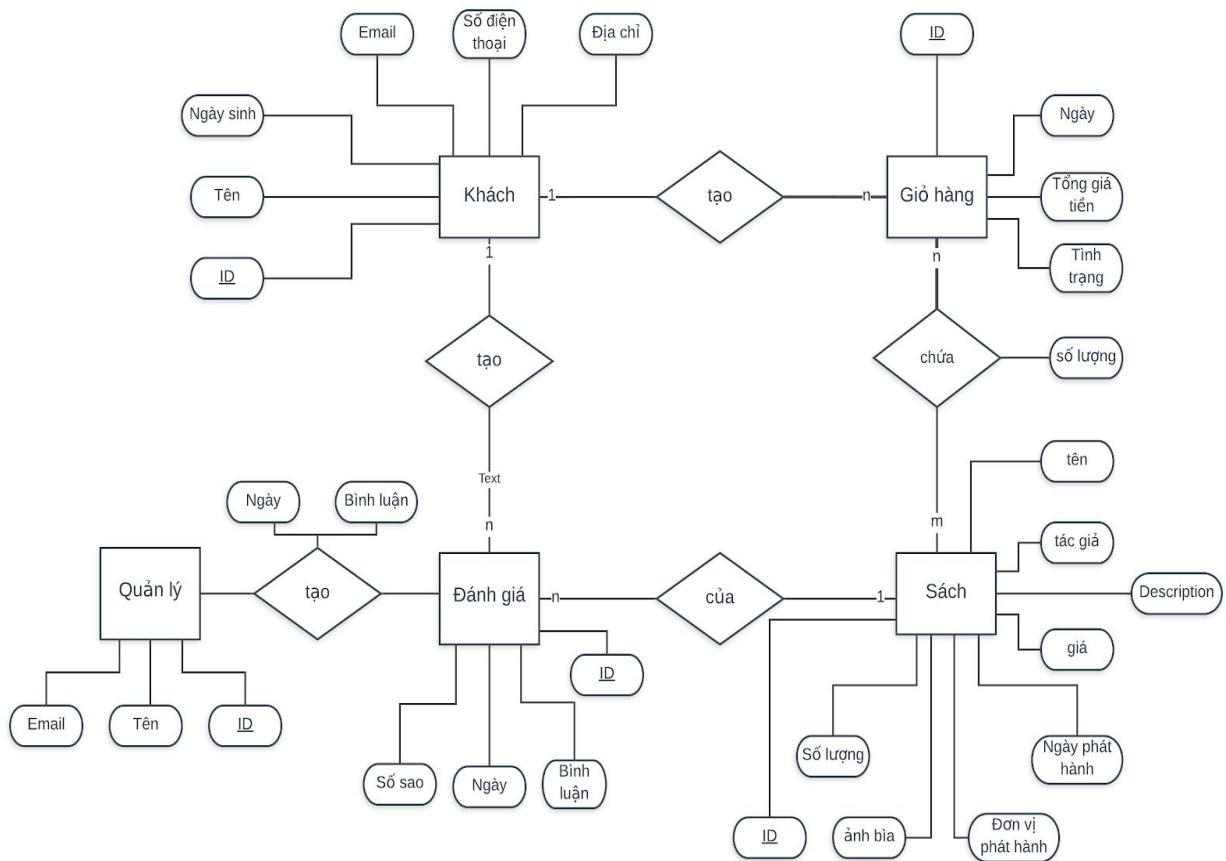 Email
Số điện
thoại
Địa chỉ
ID
Ngày sinh
Ngày
Tên
Khách
1
tạo
n
Giỏ hàng
Tổng giá
tiền
ID
1
n
Tình
trạng
tạo
chứa
số lượng
Text
tên
Ngày
Bình luận
n
m
tác giả
Quản lý
tạo
Đánh giá
n
của
1
Sách
Description
giá
ID
Email
Tên
ID
Số lượng
Ngày phát
hành
Số sao
Ngày
Bình
luận
ID
ảnh bìa
Đơn vị
phát hành